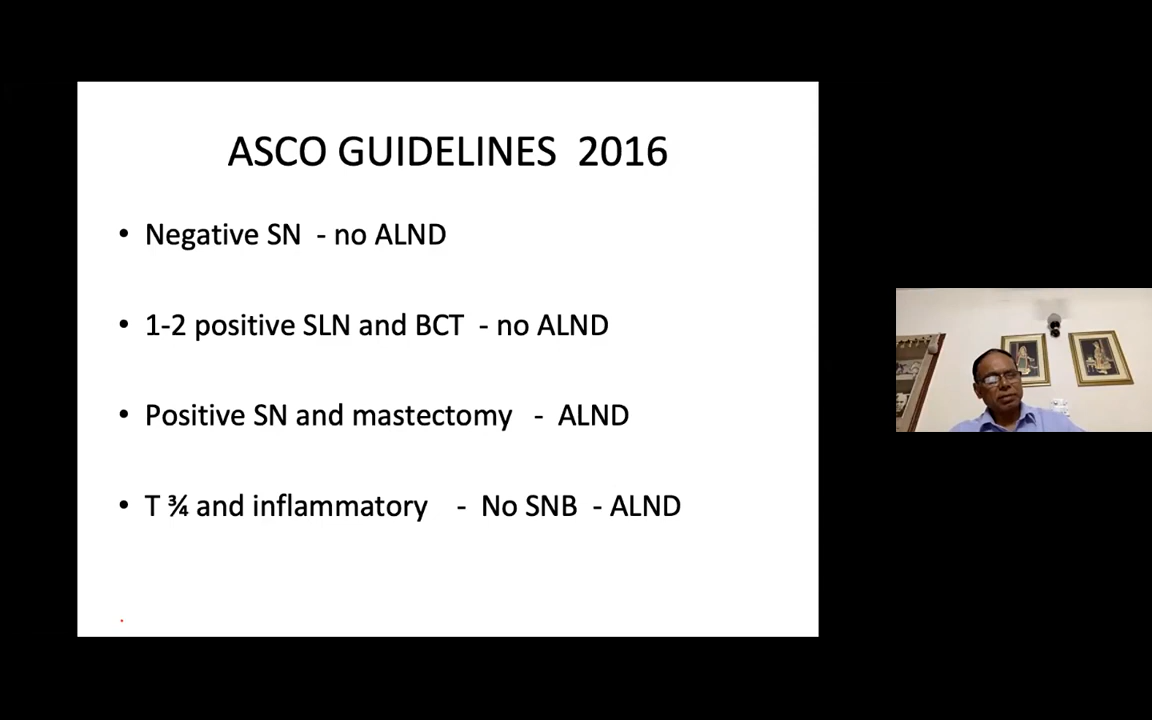 ASCO GUIDELINES 2016
• Negative SN - no ALND
• 1-2 positive SLN and BCT - no ALND
• Positive SN and mastectomy - ALND
• T ¾ and inflammatory - No SNB - ALND